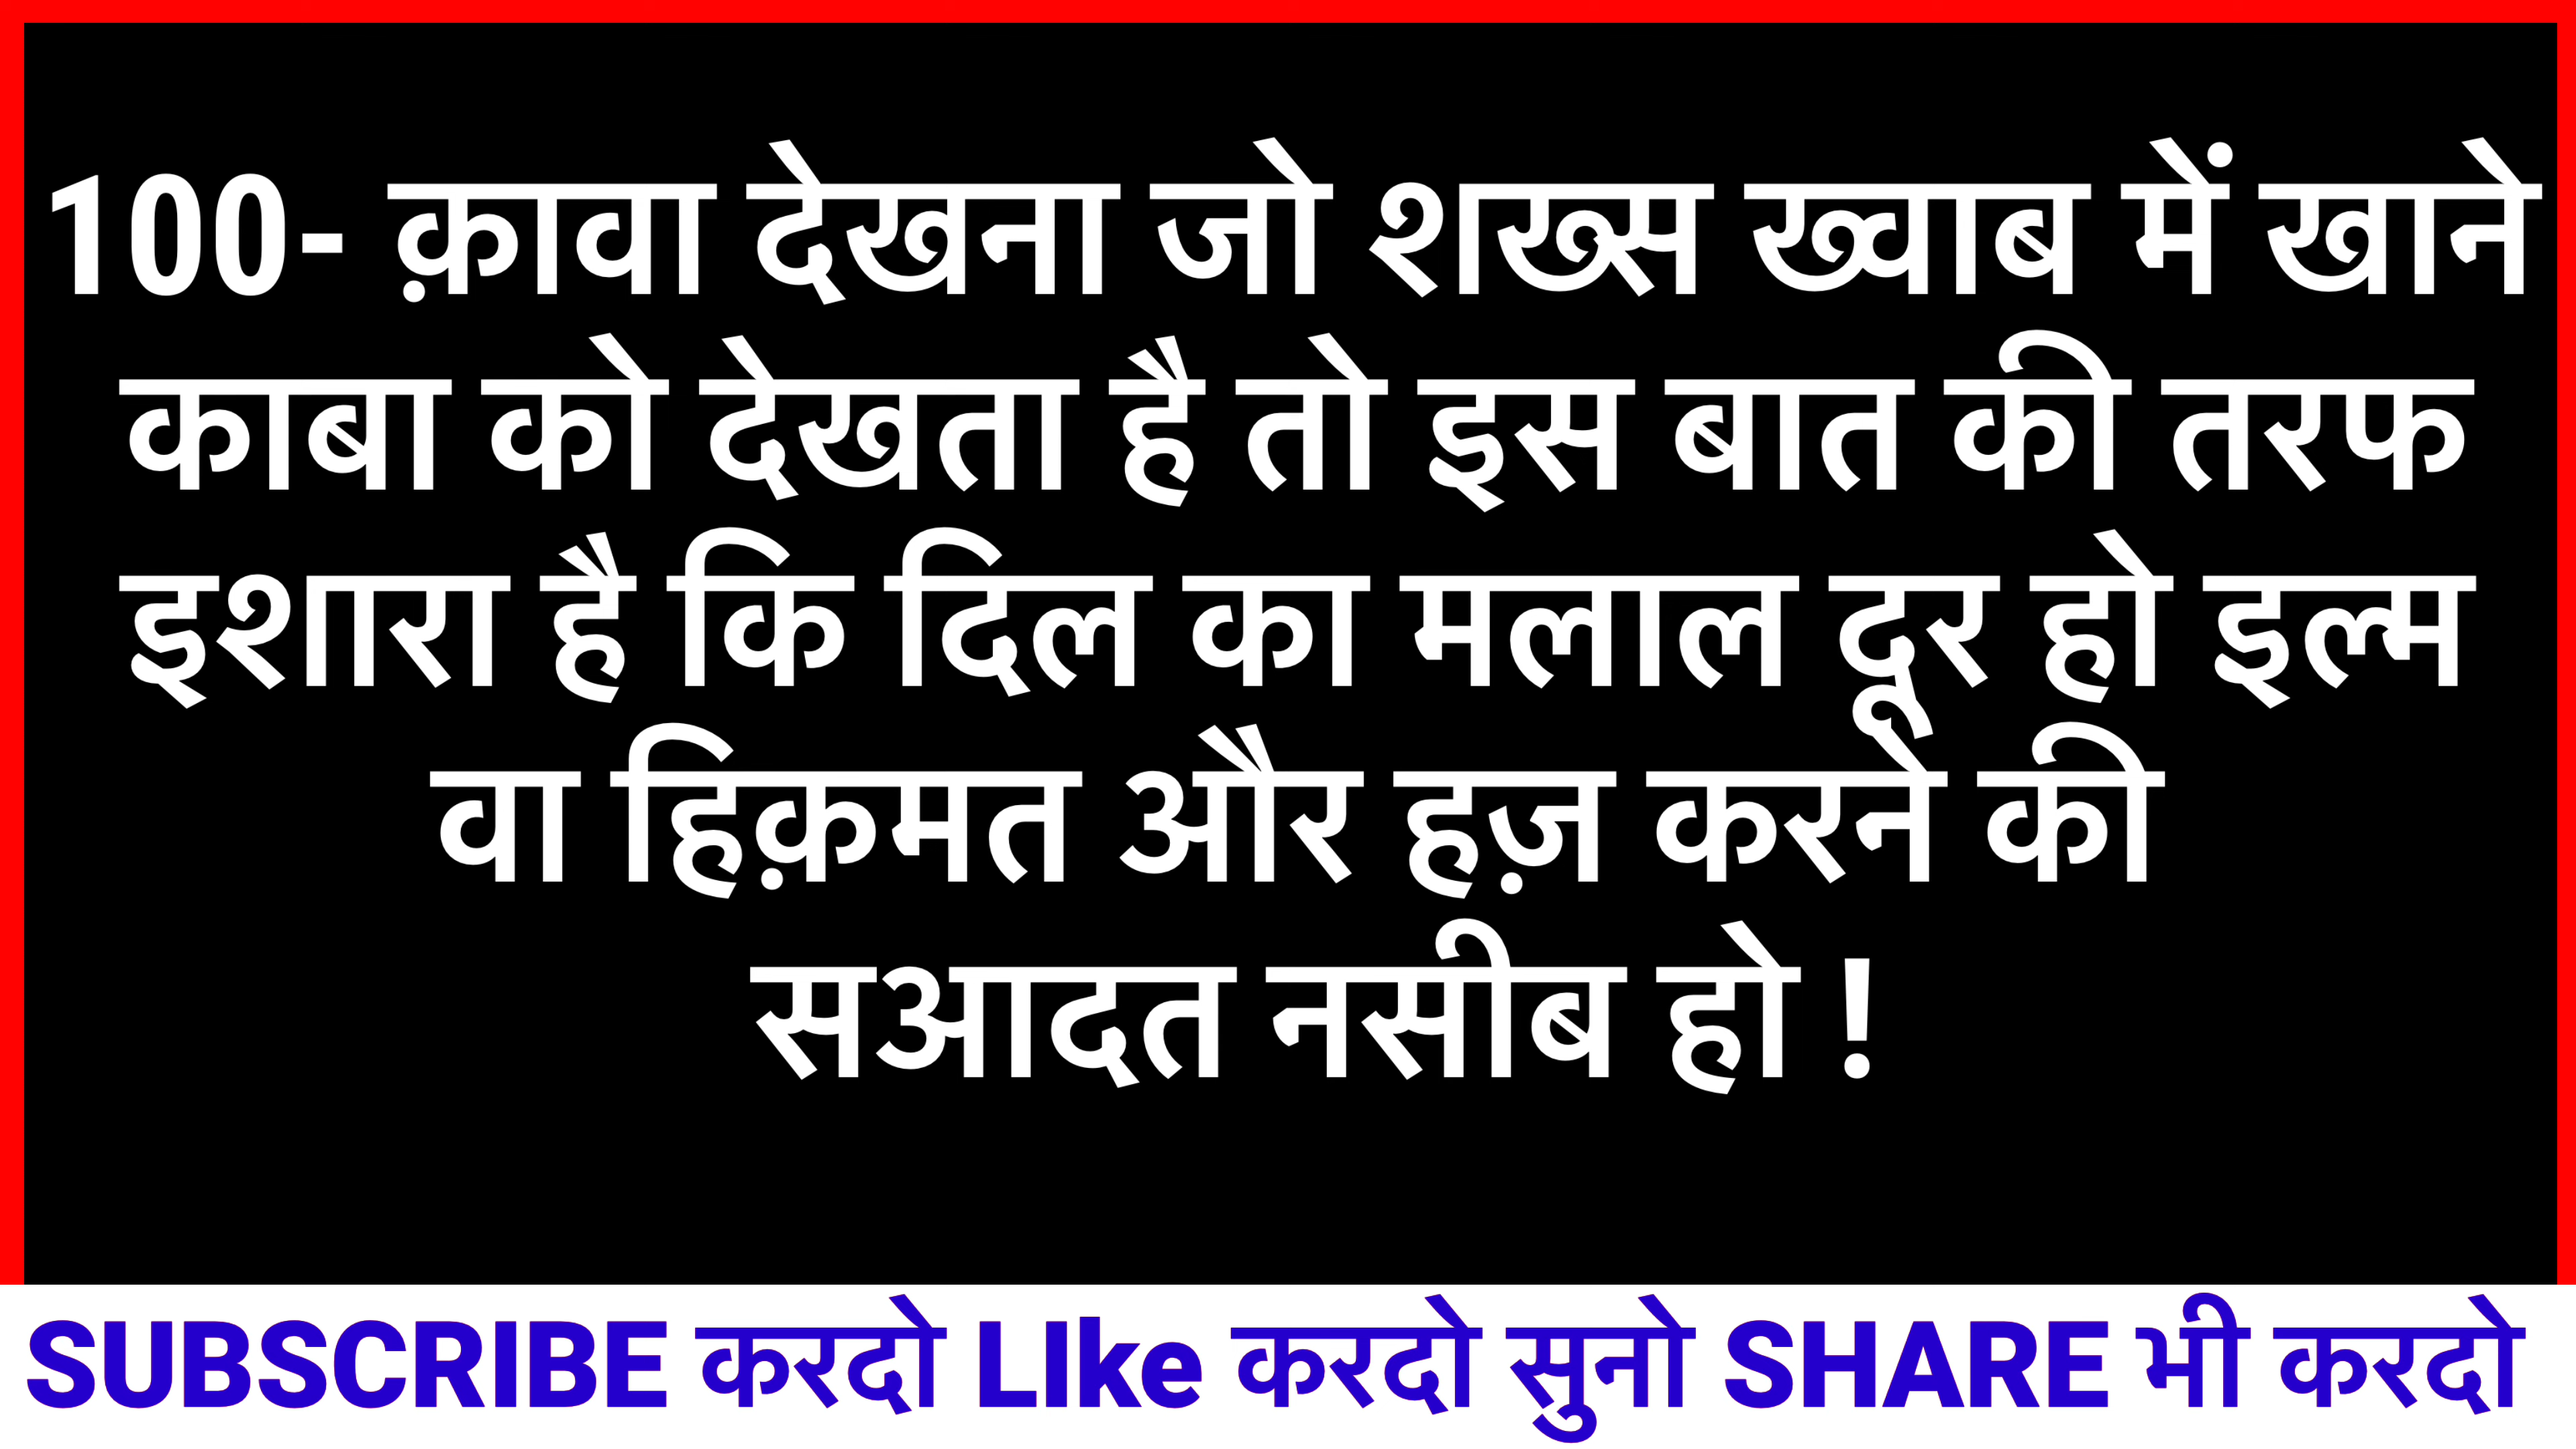 100- क़ावा देखना जो शख्स ख्वाब में खाने
काबा को देखता है तो इस बात की तरफ
इशारा है कि दिल का मलाल दूर हो इल्म
वा हिक़मत और हज़ करने की
सआदत नसीब हो !
SUBSCRIBE करदो LIke करदो सुनो SHARE भी करदो